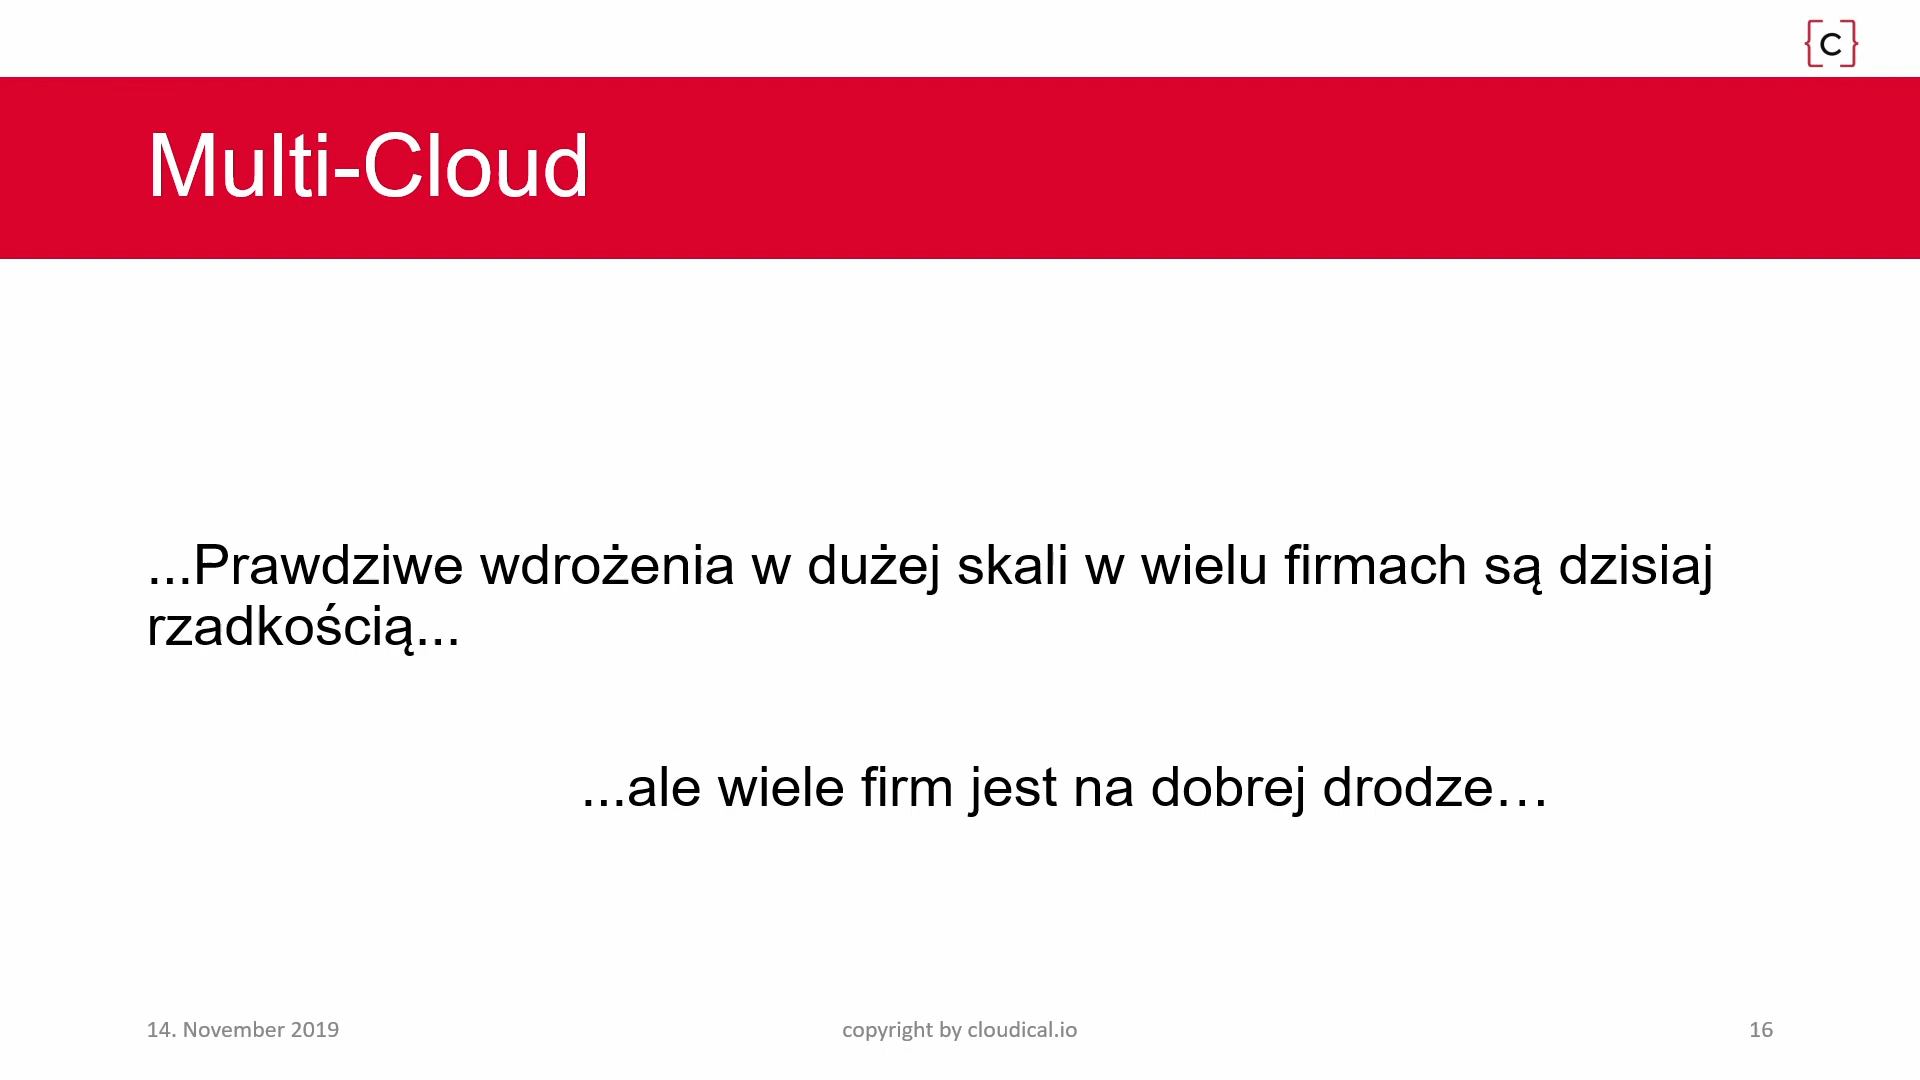 [C]
Multi-Cloud
...Prawdziwe wdrożenia w dużej skali w wielu firmach są dzisiaj
rzadkością...
...ale wiele firm jest na dobrej drodze…
14. November 2019
copyright by cloudical.io
16